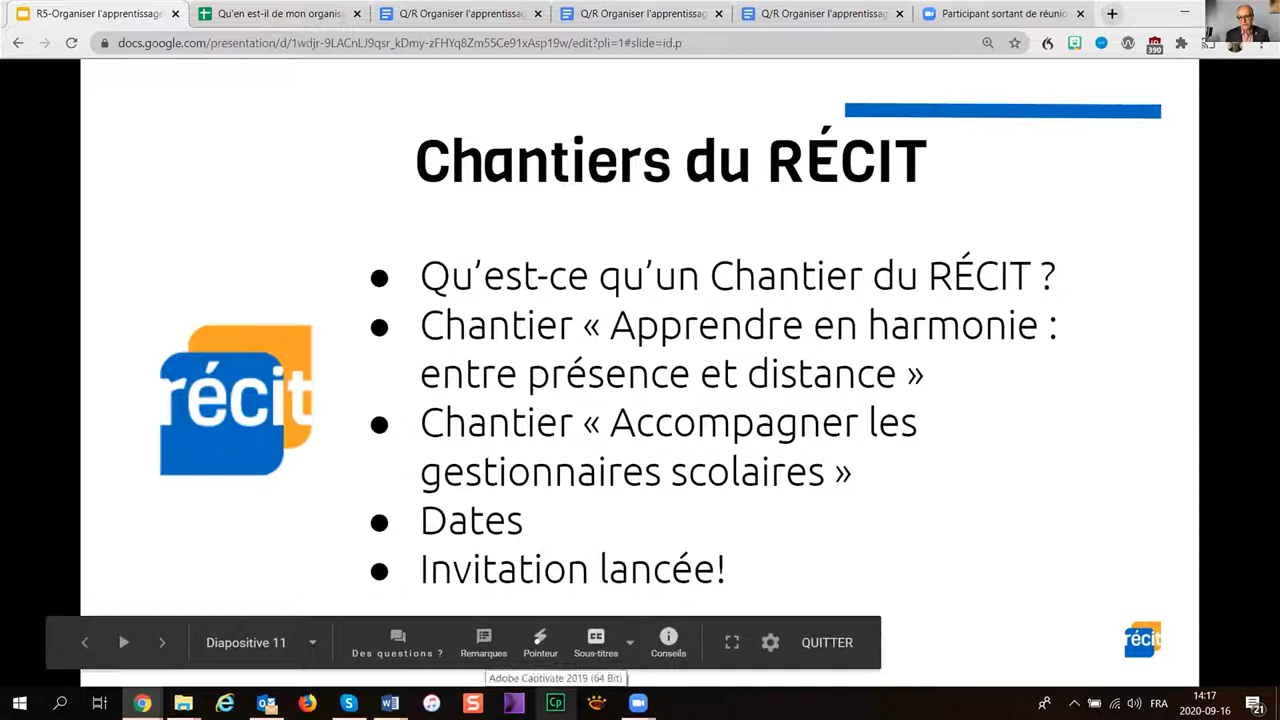 R5-Organiser l'apprentissage
Qu'en est-il de mon organis
Q/R Organiser l'apprentissag
Q/R Organiser l'apprentissag
Q/R Organiser l'apprentissag
Participant sortant de réunio
docs.google.com/presentation/
edit?pli=1#slide=id.p
390
Chantiers du RÉCIT
● Qu’est-ce qu’un Chantier du RÉCIT ?
● Chantier « Apprendre en harmonie :
entre présence et distance »
● Chantier « Accompagner les
gestionnaires scolaires »
● Dates
● Invitation lancée!
récit
Diapositive 11
Des questions ?
Remarques
Pointeur
Sous-titres
Conseils
QUITTER
récit
Adobe Captivate 2019 (64 Bit)
FRA
14:17
2020-09-16
21